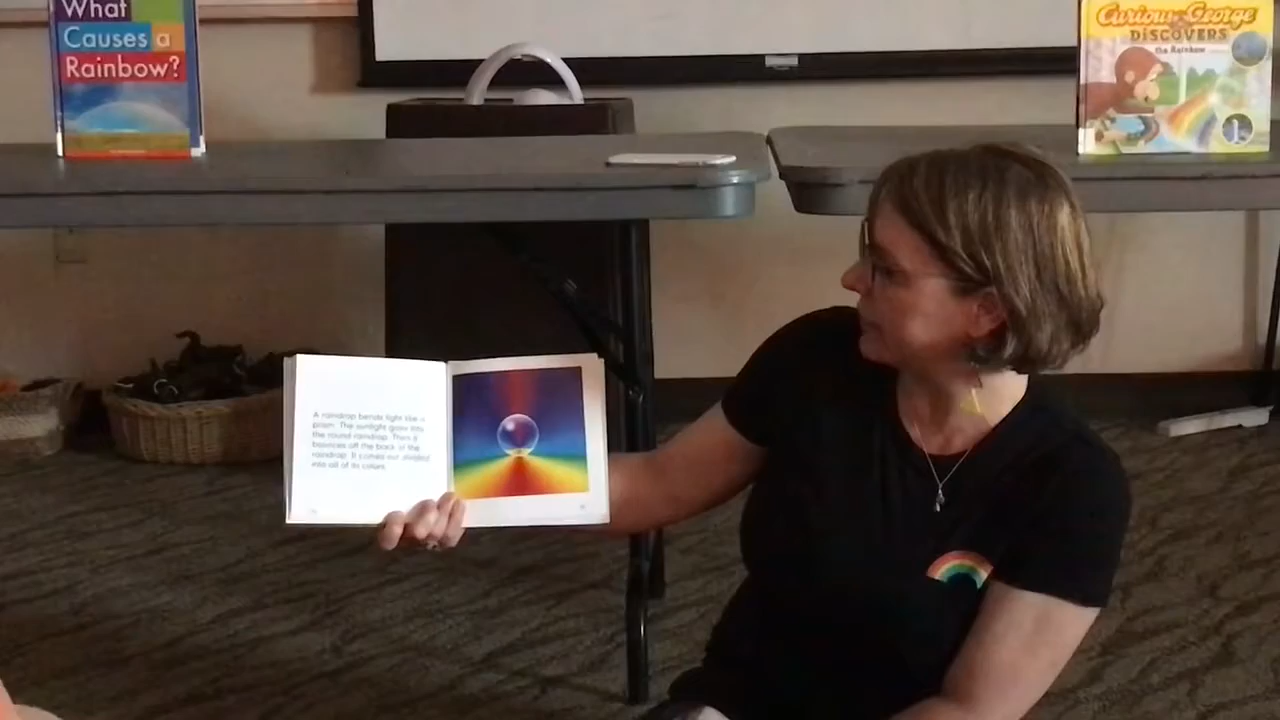 What
Causes a
Rainbow?
Curious George
DISCOVERS
the Rainbow
A raindrop bends light like a
prism. The sunlight goes into
the round raindrop. Then it
bounces off the back of the
raindrop. It comes out divided
into all of its colors.